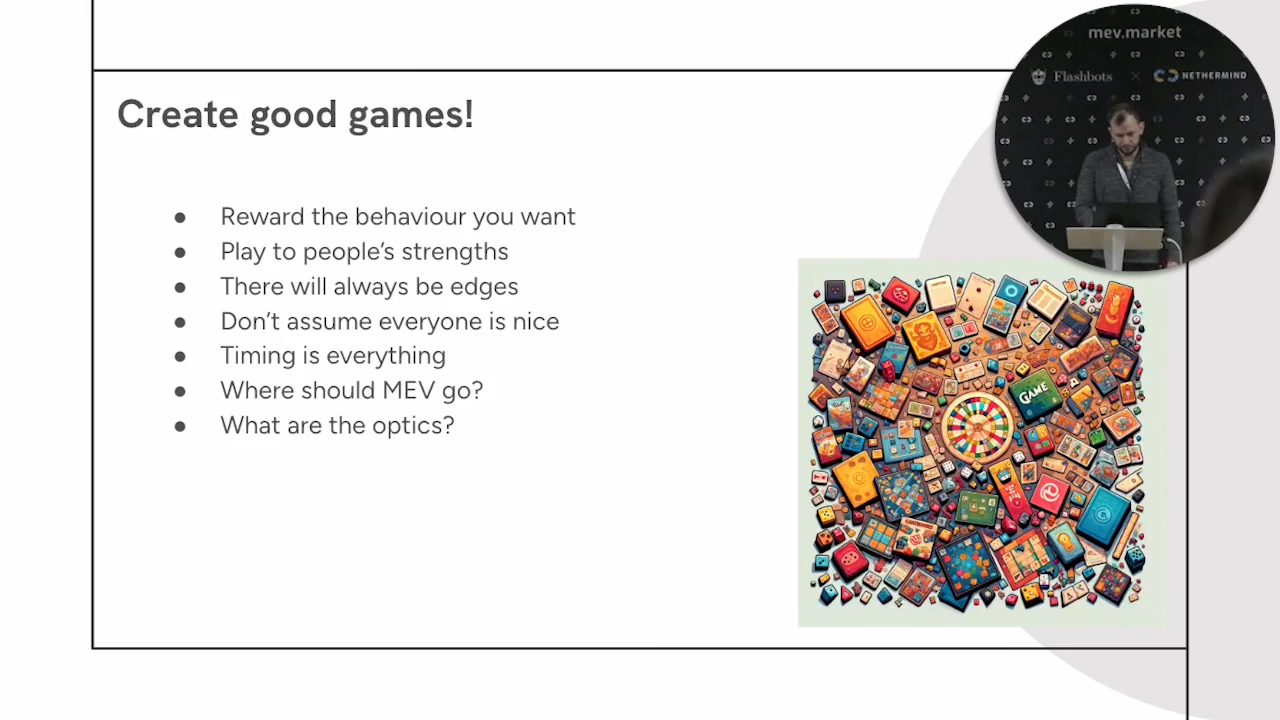 mev.market
Flashbots
NETHERMIND
Create good games!
● Reward the behaviour you want
● Play to people’s strengths
● There will always be edges
● Don’t assume everyone is nice
● Timing is everything
● Where should MEV go?
● What are the optics?
GAME